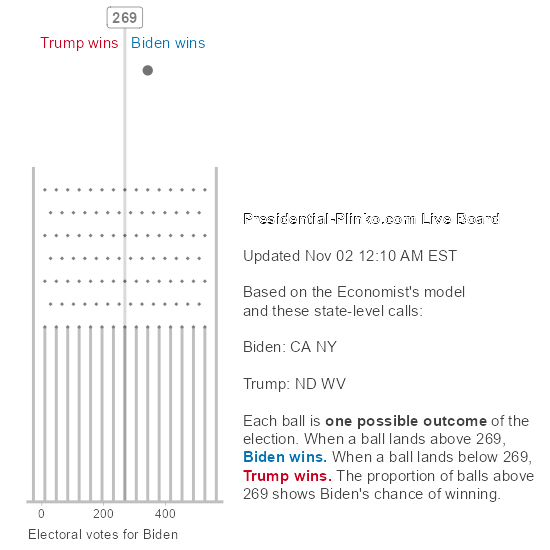 269
Trump wins Biden wins
Presidential-Plinko.com Live Board
Updated Nov 02 12:10 AM EST
Based on the Economist's model
and these state-level calls:
Biden: CA NY
Trump: ND WV
Each ball is one possible outcome of the
election. When a ball lands above 269,
Biden wins. When a ball lands below 269,
Trump wins. The proportion of balls above
269 shows Biden's chance of winning.
0 200 400
Electoral votes for Biden